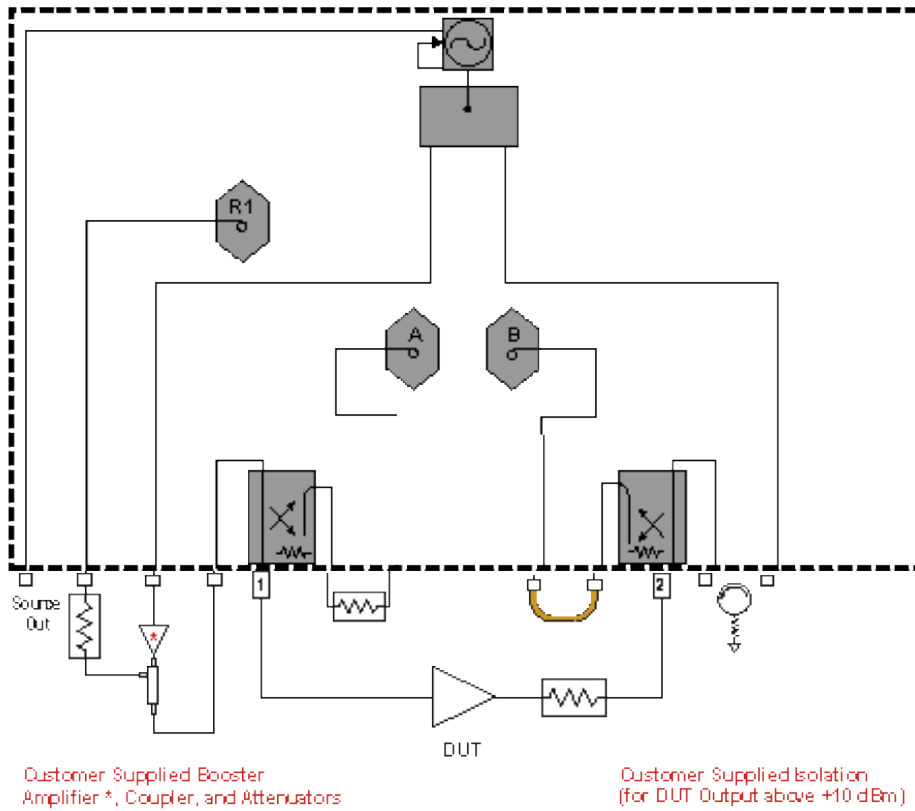 R1
A
B
1
2
Source
Out
*
DUT
Customer Supplied Booster
Amplifier *, Coupler, and Attenuators
Customer Supplied Isolation
(for DUT Output above +10 dBm)